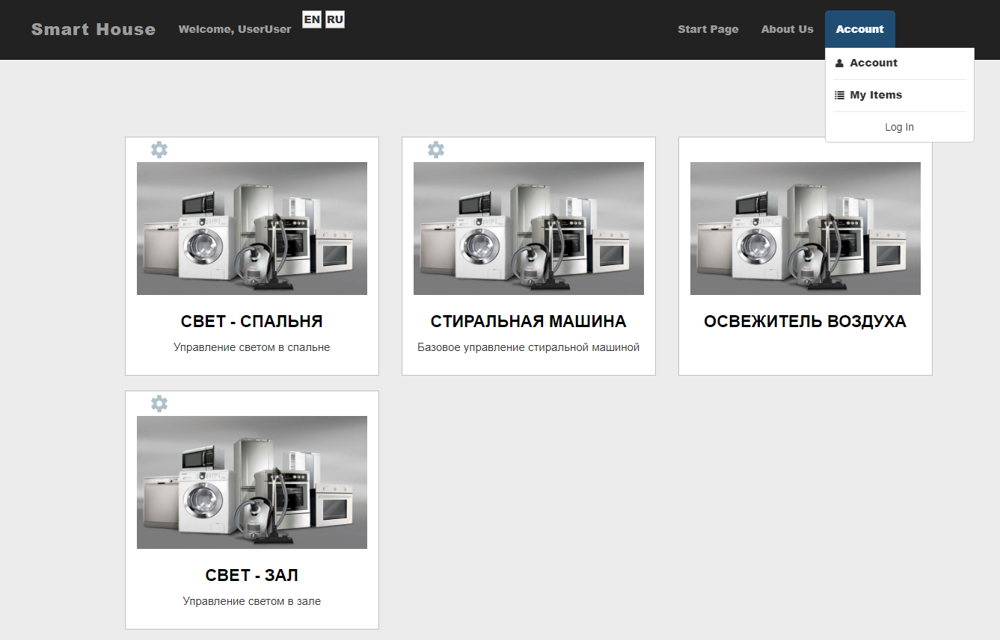 Smart House
Welcome, UserUser
EN RU
Start Page
About Us
Account
Account
My Items
Log In
СВЕТ - СПАЛЬНЯ
Управление светом в спальне
СТИРАЛЬНАЯ МАШИНА
Базовое управление стиральной машиной
ОСВЕЖИТЕЛЬ ВОЗДУХА
СВЕТ - ЗАЛ
Управление светом в зале